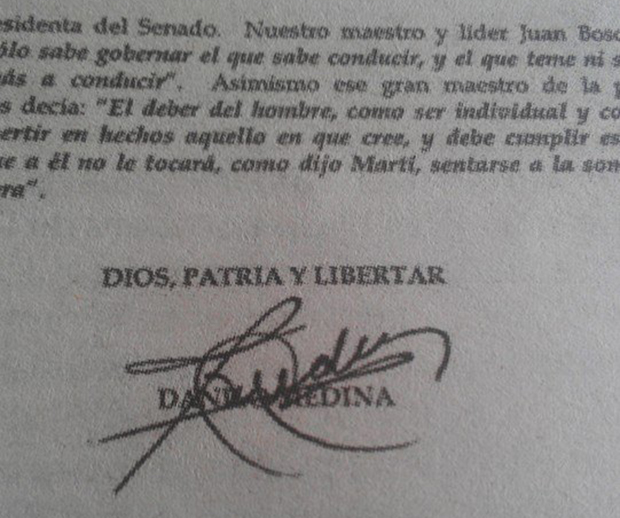 esidenta del Senado. Nuestro maestro y líder Juan Bosc
ólo sabe gobernar el que sabe conducir, y el que teme ni s
ás a conducir". Asimismo ese gran maestro de la p
s decía: "El deber del hombre, como ser individual y co
ertir en hechos aquello en que cree, y debe cumplir es
ue a él no le tocará, como dijo Martí, sentarse a la som
ra".
DIOS, PATRIA Y LIBERTAR
MEDINA